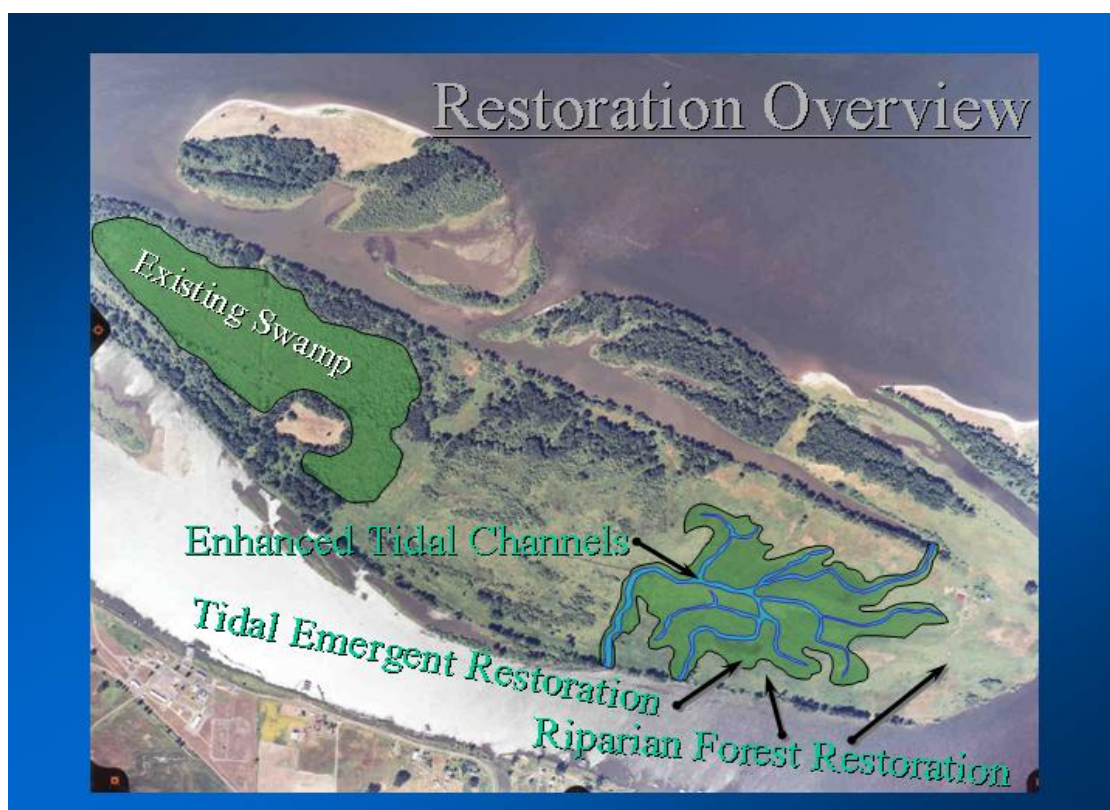 Restoration Overview
Existing Swamp
Enhanced Tidal Channels
Tidal Emergent Restoration
Riparian Forest Restoration